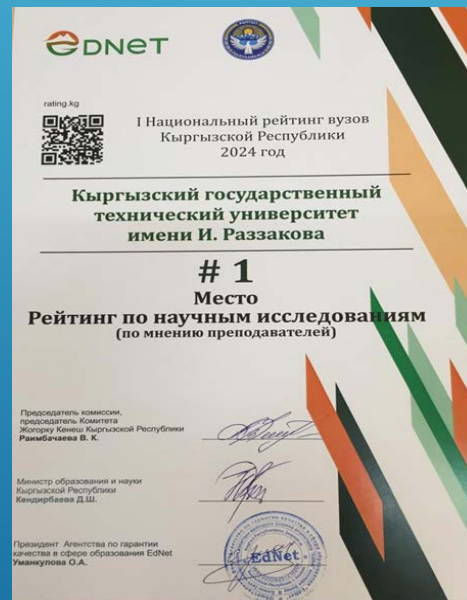 EDNET
rating.kg
I Национальный рейтинг вузов
Кыргызской Республики
2024 год
Кыргызский государственный
технический университет
имени И. Раззакова
# 1
Место
Рейтинг по научным исследованиям
(по мнению преподавателей)
Председатель комиссии,
председатель Комитета
Жогорку Кенеш Кыргызской Республики
Раимбачаева В. К.
Министр образования и науки
Кыргызской Республики
Кендирбаева Д.Ш.
Президент Агентства по гарантии
качества в сфере образования EdNet
Уманкулова О.А.
EdNet